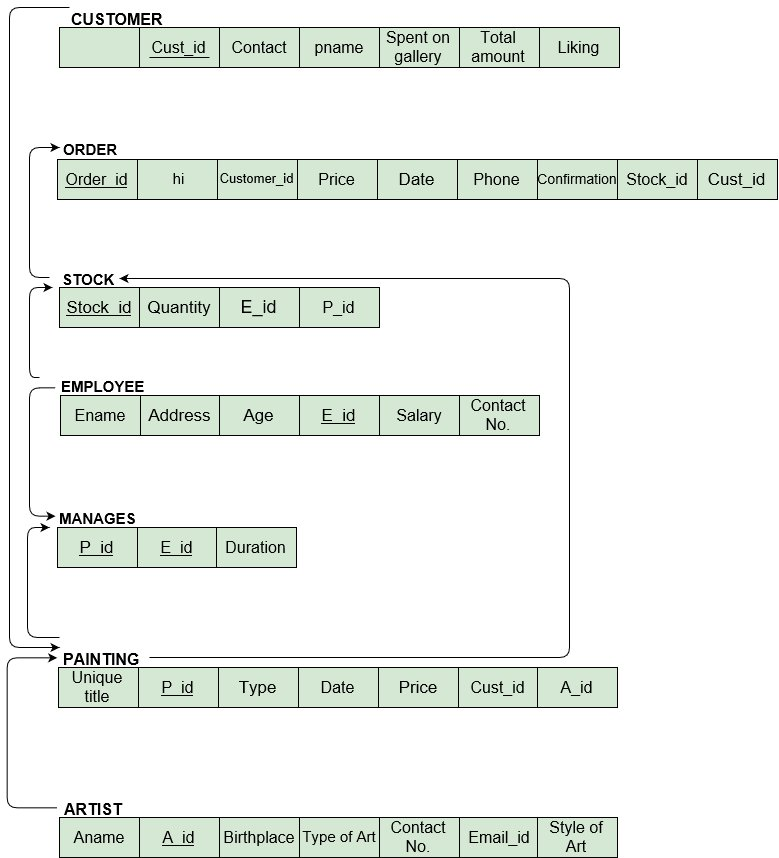 CUSTOMER
Cust_id Contact pname Spent on gallery Total amount Liking
ORDER
Order_id hi Customer_id Price Date Phone Confirmation Stock_id Cust_id
STOCK
Stock_id Quantity E_id P_id
EMPLOYEE
Ename Address Age E_id Salary Contact No.
MANAGES
P_id E_id Duration
PAINTING
Unique title P_id Type Date Price Cust_id A_id
ARTIST
Aname A_id Birthplace Type of Art Contact No. Email_id Style of Art